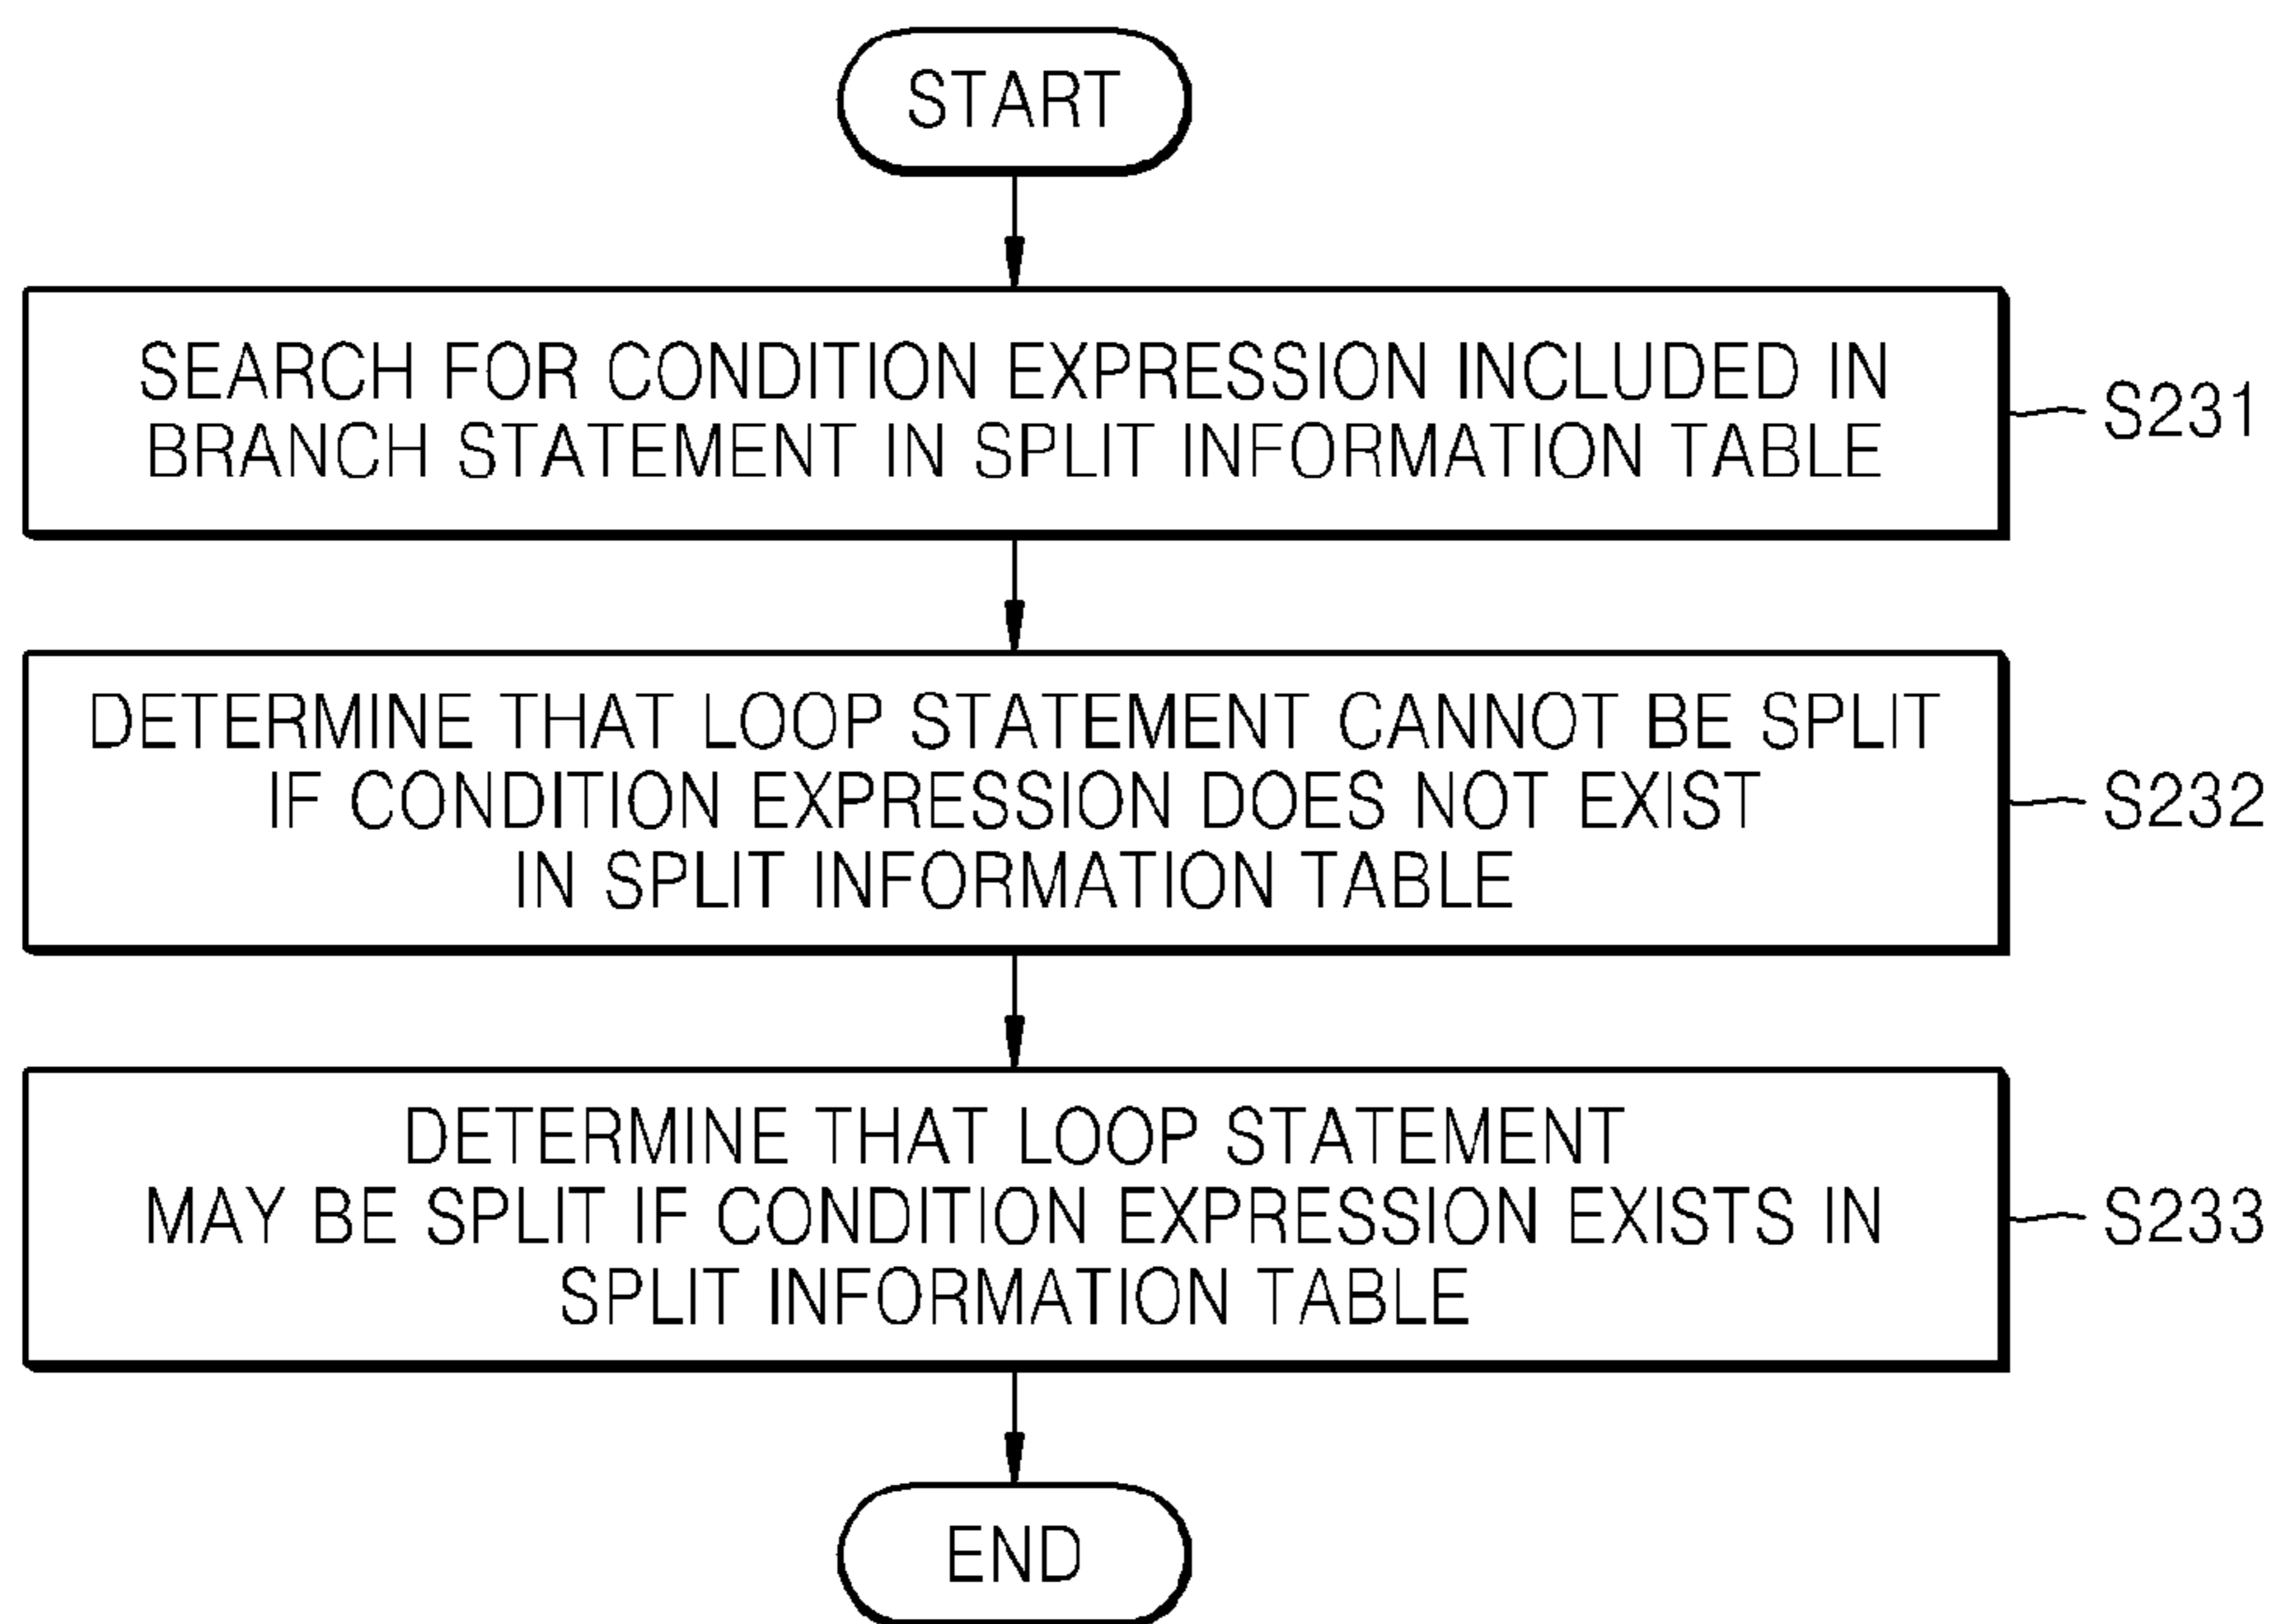 START
SEARCH FOR CONDITION EXPRESSION INCLUDED IN
BRANCH STATEMENT IN SPLIT INFORMATION TABLE
S231
DETERMINE THAT LOOP STATEMENT CANNOT BE SPLIT
IF CONDITION EXPRESSION DOES NOT EXIST
IN SPLIT INFORMATION TABLE
S232
DETERMINE THAT LOOP STATEMENT
MAY BE SPLIT IF CONDITION EXPRESSION EXISTS IN
SPLIT INFORMATION TABLE
S233
END